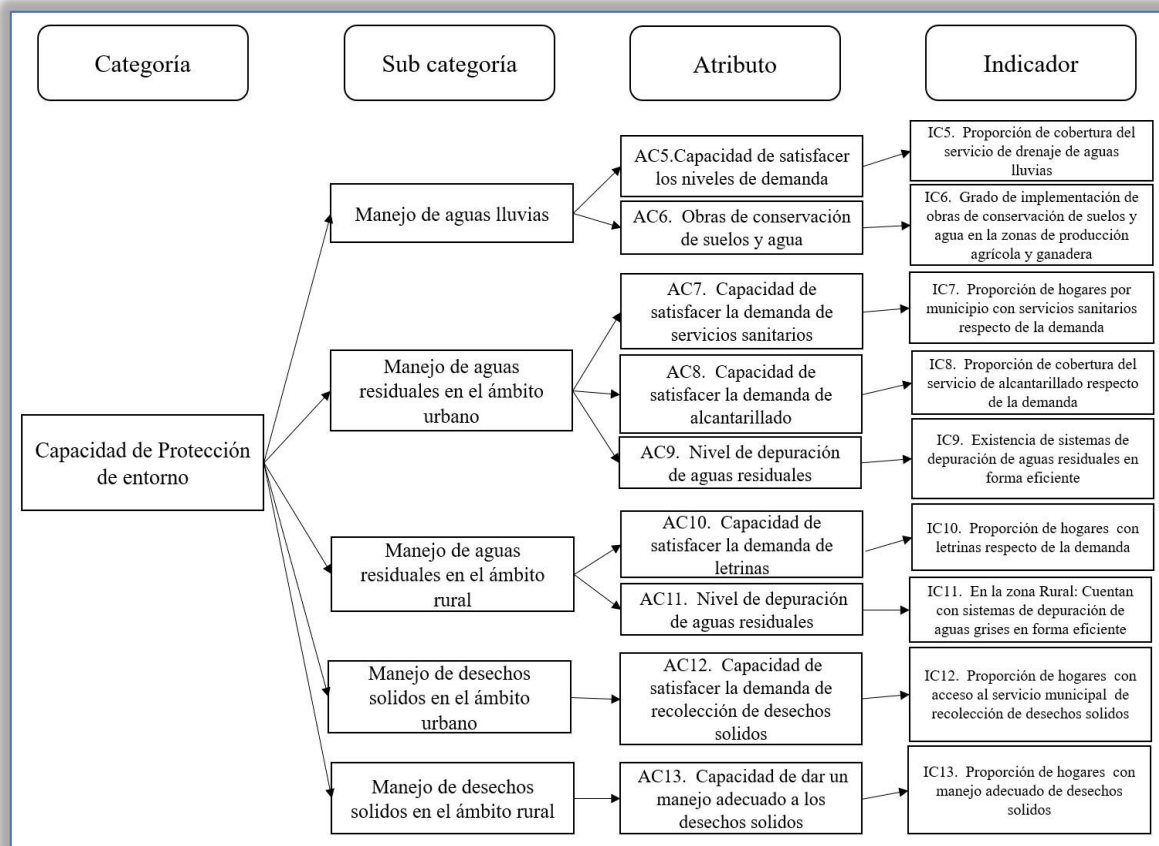 Categoría
Sub categoría
Atributo
Indicador
Capacidad de Protección
de entorno
Manejo de aguas lluvias
AC5.Capacidad de satisfacer
los niveles de demanda
IC5. Proporción de cobertura del
servicio de drenaje de aguas
lluvias
AC6. Obras de conservación
de suelos y agua
IC6. Grado de implementación de
obras de conservación de suelos y
agua en la zonas de producción
agrícola y ganadera
Manejo de aguas
residuales en el ámbito
urbano
AC7. Capacidad de
satisfacer la demanda de
servicios sanitarios
IC7. Proporción de hogares por
municipio con servicios sanitarios
respecto de la demanda
AC8. Capacidad de
satisfacer la demanda de
alcantarillado
IC8. Proporción de cobertura del
servicio de alcantarillado respecto
de la demanda
AC9. Nivel de depuración
de aguas residuales
IC9. Existencia de sistemas de
depuración de aguas residuales en
forma eficiente
Manejo de aguas
residuales en el ámbito
rural
AC10. Capacidad de
satisfacer la demanda de
letrinas
IC10. Proporción de hogares con
letrinas respecto de la demanda
AC11. Nivel de depuración
de aguas residuales
IC11. En la zona Rural: Cuentan
con sistemas de depuración de
aguas grises en forma eficiente
Manejo de desechos
solidos en el ámbito
urbano
AC12. Capacidad de
satisfacer la demanda de
recolección de desechos
solidos
IC12. Proporción de hogares con
acceso al servicio municipal de
recolección de desechos solidos
Manejo de desechos
solidos en el ámbito rural
AC13. Capacidad de dar un
manejo adecuado a los
desechos solidos
IC13. Proporción de hogares con
manejo adecuado de desechos
solidos